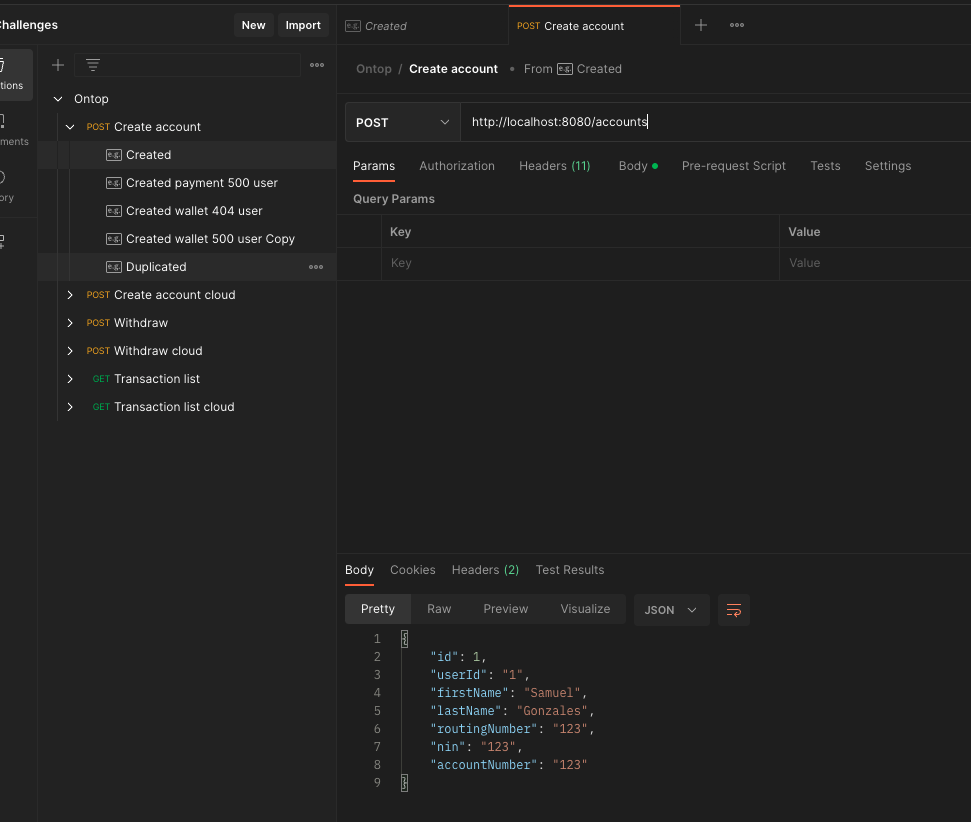 Challenges
New
Import
tions
ments
ory
Ontop
POST Create account
e.g. Created
e.g. Created payment 500 user
e.g. Created wallet 404 user
e.g. Created wallet 500 user Copy
e.g. Duplicated
POST Create account cloud
POST Withdraw
POST Withdraw cloud
GET Transaction list
GET Transaction list cloud
e.g. Created
POST Create account
Ontop / Create account • From e.g. Created
POST
http://localhost:8080/accounts
Params Authorization Headers (11) Body Pre-request Script Tests Settings
Query Params
Key Value
Key Value
Body Cookies Headers (2) Test Results
Pretty Raw Preview Visualize JSON
1 {
2 "id": 1,
3 "userId": "1",
4 "firstName": "Samuel",
5 "lastName": "Gonzales",
6 "routingNumber": "123",
7 "nin": "123",
8 "accountNumber": "123"
9 }